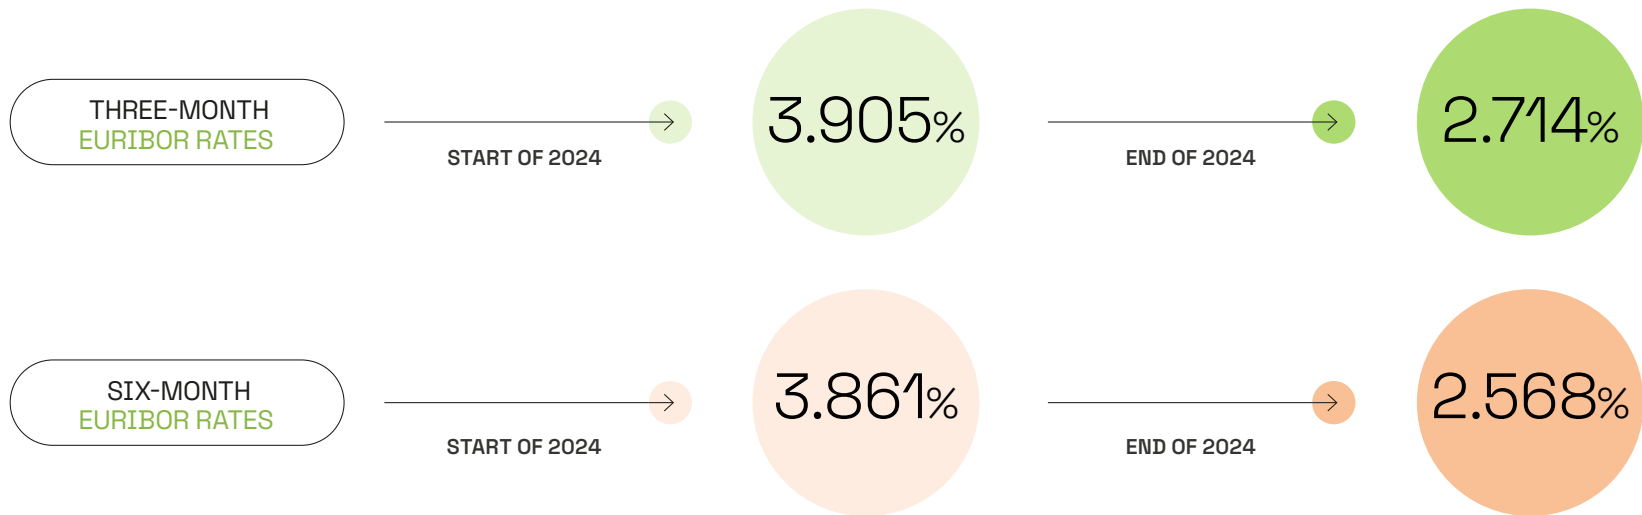 THREE-MONTH
EURIBOR RATES
START OF 2024
3.905%
END OF 2024
2.714%
SIX-MONTH
EURIBOR RATES
START OF 2024
3.861%
END OF 2024
2.568%